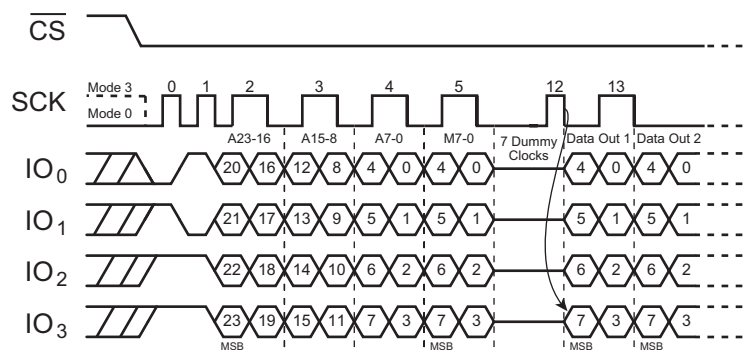 CS
Mode 3
Mode 0
SCK
0 1 2 3 4 5 12 13
A23-16 A15-8 A7-0 M7-0 7 Dummy Clocks Data Out 1 Data Out 2
IO0 20 16 12 8 4 0 4 0 4 0 4 0
IO1 21 17 13 9 5 1 5 1 5 1 5 1
IO2 22 18 14 10 6 2 6 2 6 2 6 2
IO3 23 19 15 11 7 3 7 3 7 3 7 3
MSB MSB MSB MSB